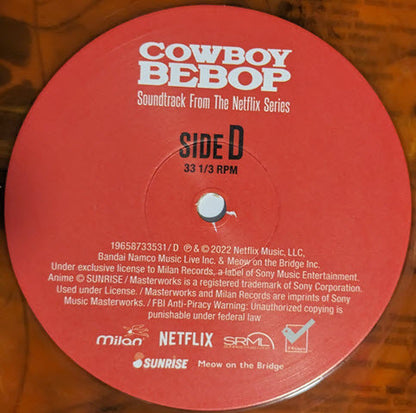 COWBOY
BEBOP
Soundtrack From The Netflix Series
SIDE D
33 1/3 RPM
19658733531/D ℗ & © 2022 Netflix Music, LLC,
Bandai Namco Music Live Inc. & Meow on the Bridge Inc.
Under exclusive license to Milan Records, a label of Sony Music Entertainment.
Anime © SUNRISE / Masterworks is a registered trademark of Sony Corporation.
Used under License. / Masterworks and Milan Records are imprints of Sony
Music Masterworks. / FBI Anti-Piracy Warning: Unauthorized copying is
punishable under federal law
milan NETFLIX SRML
SUNRISE Meow on the Bridge